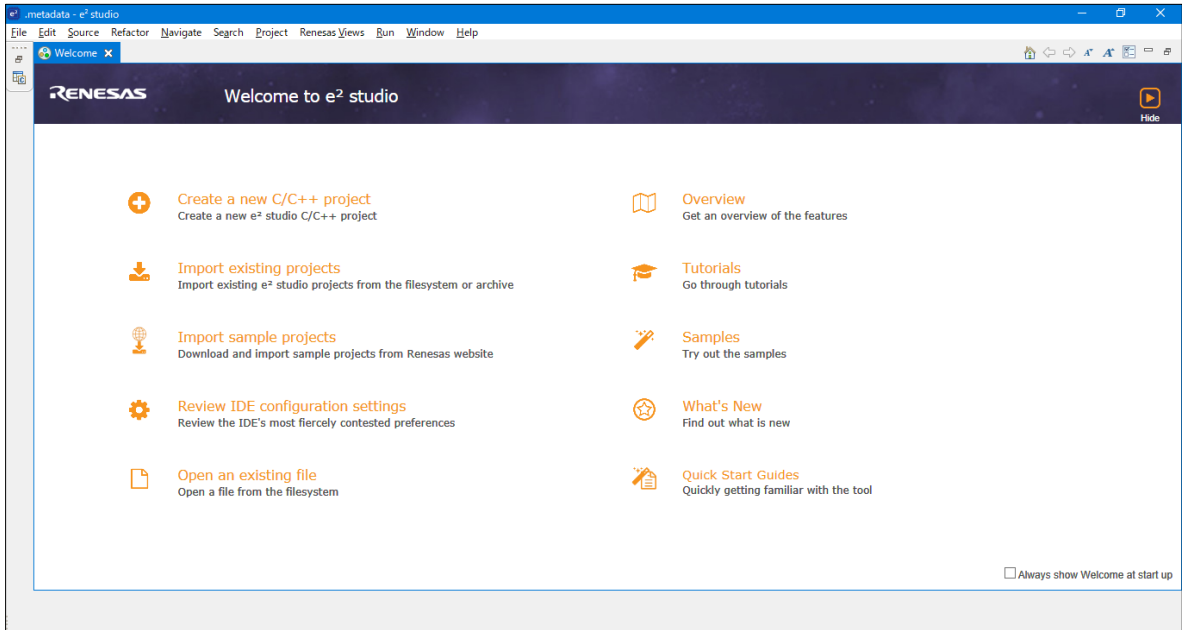 e² .metadata - e² studio
File Edit Source Refactor Navigate Search Project Renesas Views Run Window Help
Welcome
RENESAS
Welcome to e² studio
Hide
Create a new C/C++ project
Create a new e² studio C/C++ project
Import existing projects
Import existing e² studio projects from the filesystem or archive
Import sample projects
Download and import sample projects from Renesas website
Review IDE configuration settings
Review the IDE's most fiercely contested preferences
Open an existing file
Open a file from the filesystem
Overview
Get an overview of the features
Tutorials
Go through tutorials
Samples
Try out the samples
What's New
Find out what is new
Quick Start Guides
Quickly getting familiar with the tool
Always show Welcome at start up